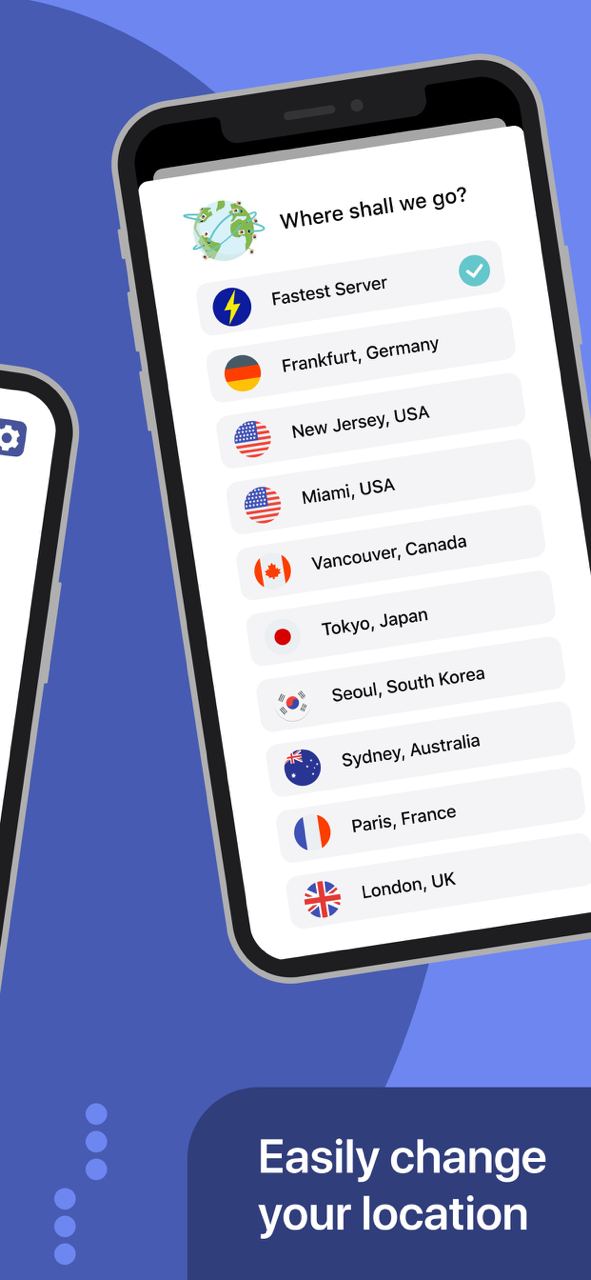 Where shall we go?
Fastest Server
Frankfurt, Germany
New Jersey, USA
Miami, USA
Vancouver, Canada
Tokyo, Japan
Seoul, South Korea
Sydney, Australia
Paris, France
London, UK
Easily change
your location